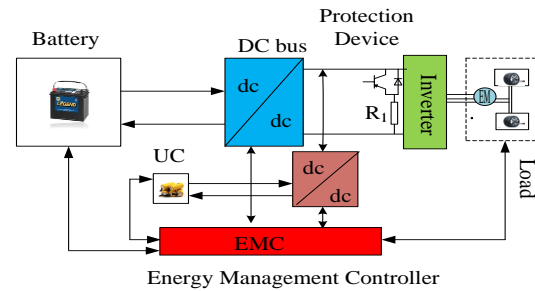 Protection
Device
Battery
DC bus
dc
dc
R1
Inverter
EM
UC
dc
dc
Load
EMC
Energy Management Controller